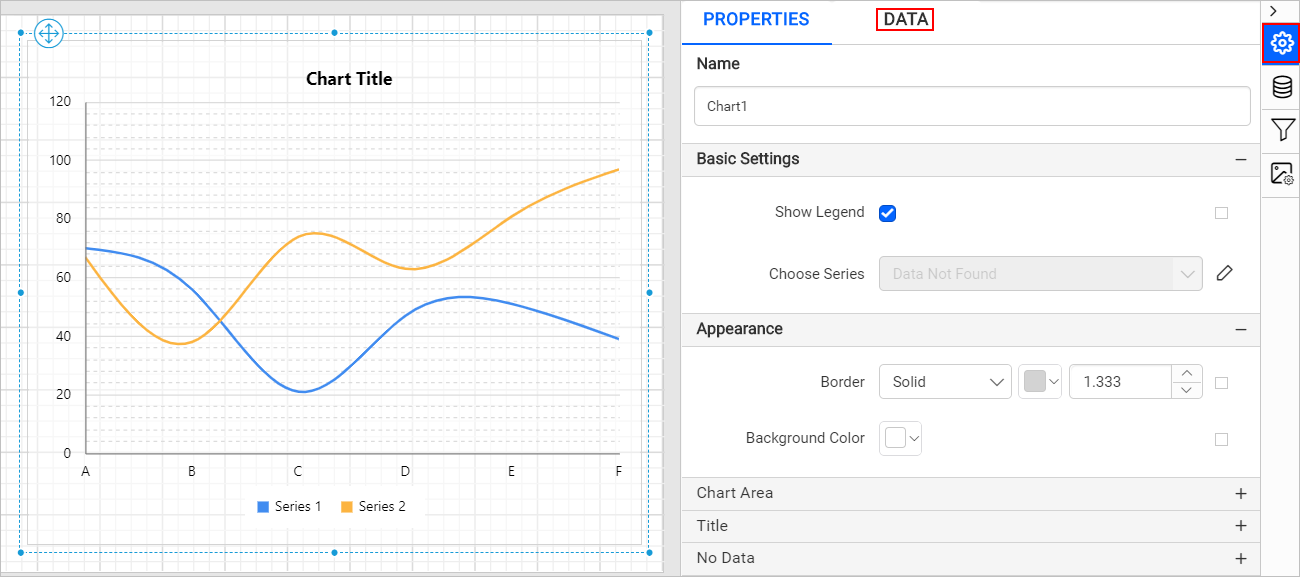 Chart Title
120
100
80
60
40
20
0
A B C D E F
Series 1 Series 2
PROPERTIES DATA
Name
Chart1
Basic Settings
Show Legend
Choose Series Data Not Found
Appearance
Border Solid 1.333
Background Color
Chart Area
Title
No Data